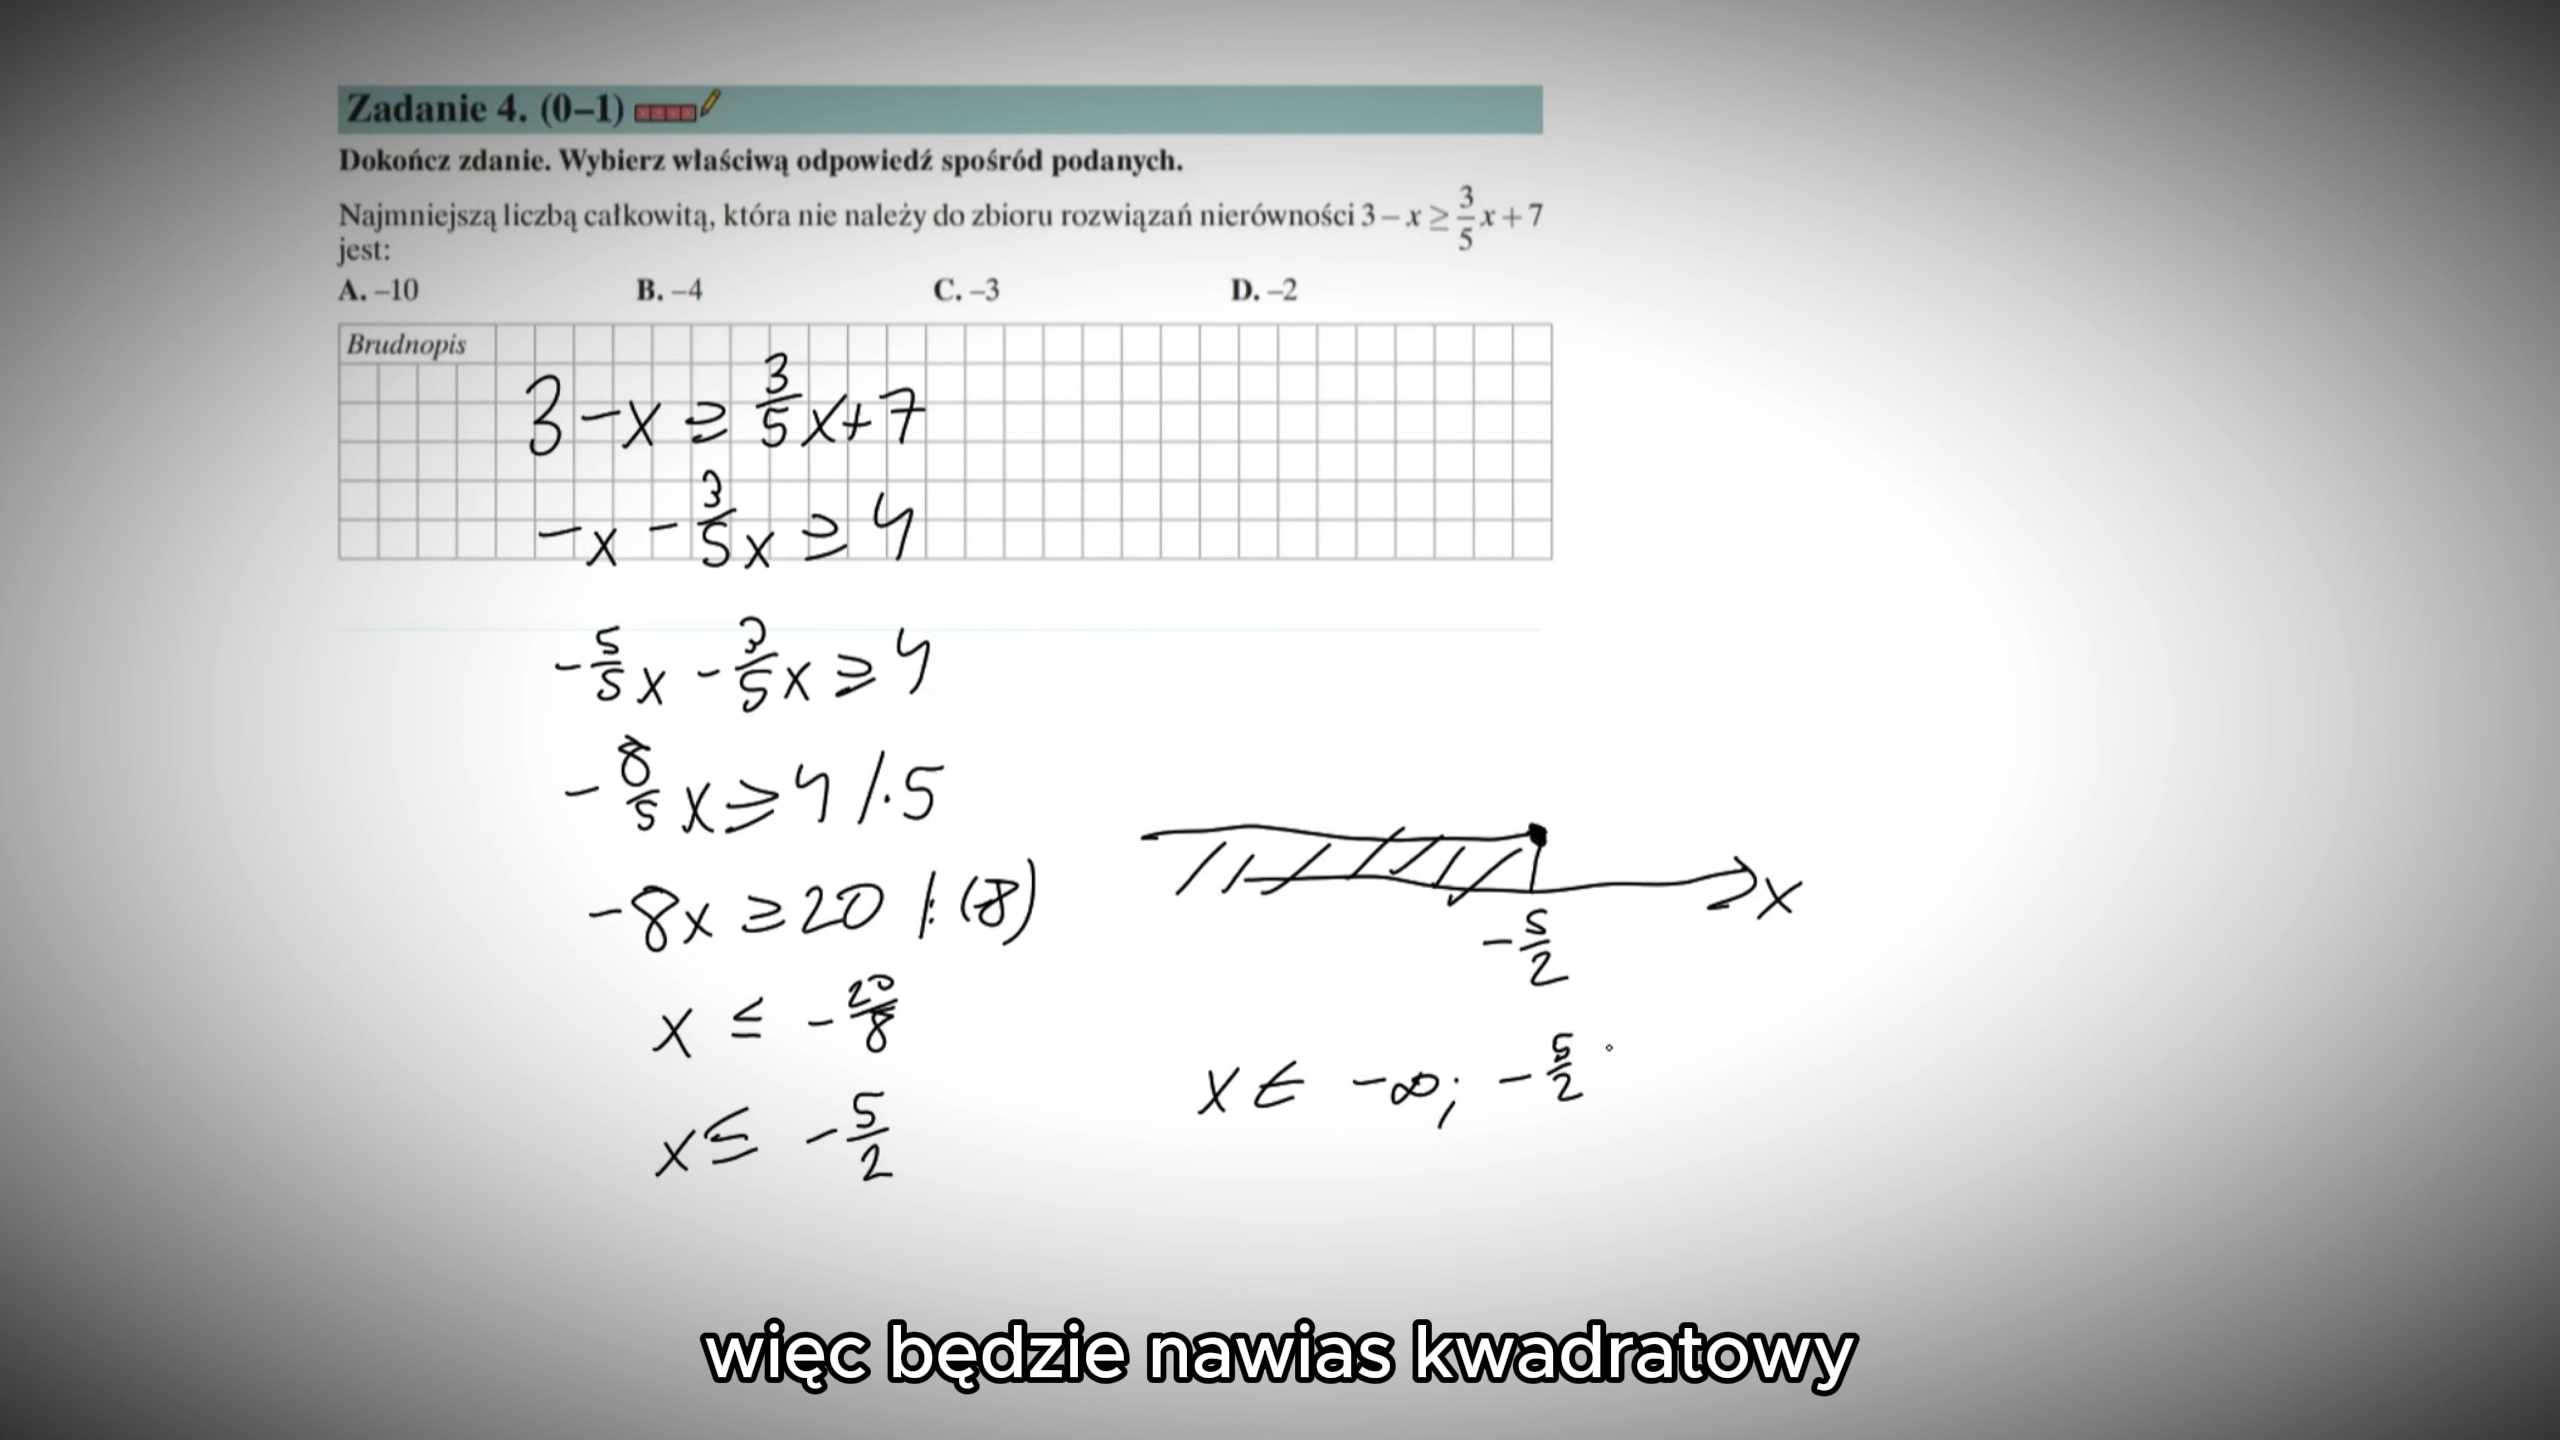 Zadanie 4. (0–1)
Dokończ zdanie. Wybierz właściwą odpowiedź spośród podanych.
Najmniejszą liczbą całkowitą, która nie należy do zbioru rozwiązań nierówności 3 – x ≥ 3/5 x + 7
jest:
A. –10 B. –4 C. –3 D. –2
Brudnopis
3 - x ≥ 3/5 x + 7
-x - 3/5 x ≥ 4
-5/5 x - 3/5 x ≥ 4
-8/5 x ≥ 4 /·5
-8x ≥ 20 /:(-8)
x ≤ -20/8
x ≤ -5/2
x
-5/2
x ∈ -∞; -5/2
więc będzie nawias kwadratowy